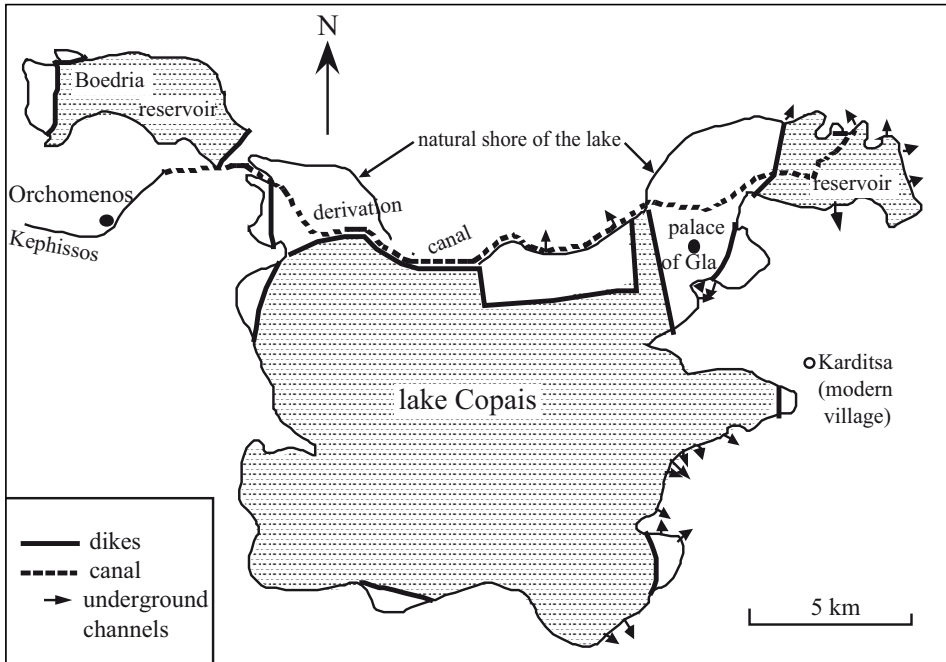 N
Boedria
reservoir
natural shore of the lake
Orchomenos
Kephissos
derivation
canal
reservoir
palace
of Gla
lake Copais
Karditsa
(modern
village)
dikes
canal
underground
channels
5 km